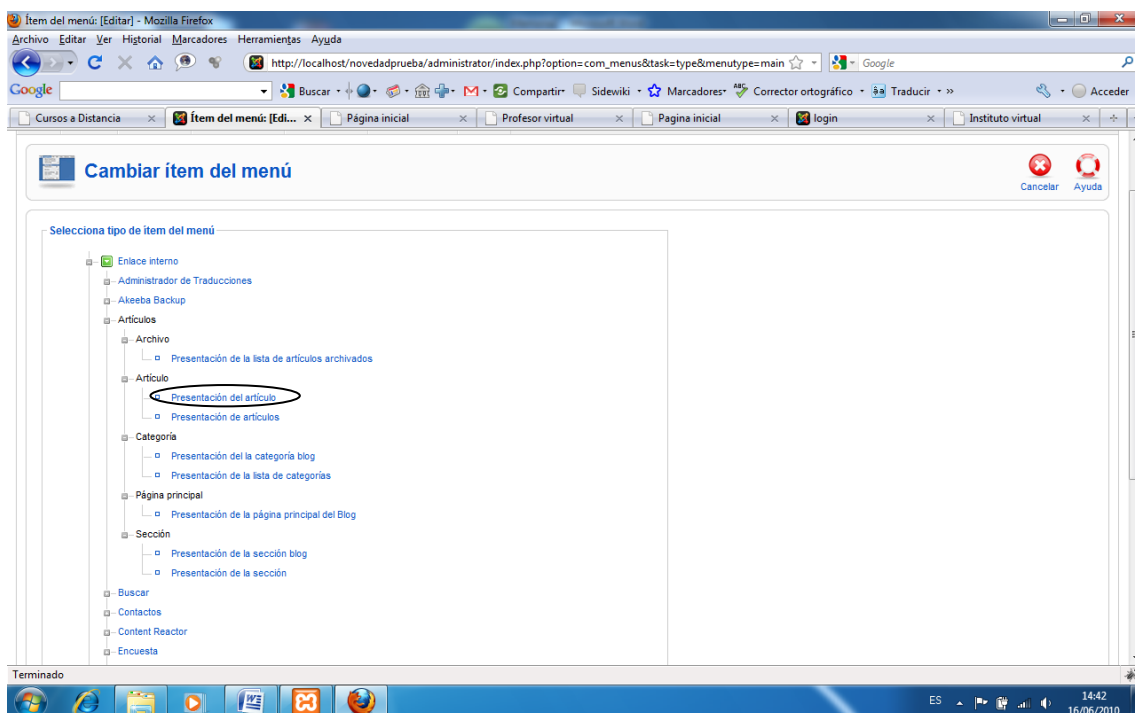 Ítem del menú: [Editar] - Mozilla Firefox
Archivo Editar Ver Historial Marcadores Herramientas Ayuda
http://localhost/novedadprueba/administrator/index.php?option=com_menus&task=type&menutype=main Google
Google Buscar Compartir Sidewiki Marcadores Corrector ortográfico Traducir » Acceder
Cursos a Distancia Ítem del menú: [Edi... Página inicial Profesor virtual Pagina inicial login Instituto virtual
Cambiar ítem del menú
Cancelar Ayuda
Selecciona tipo de ítem del menú
Enlace interno
Administrador de Traducciones
Akeeba Backup
Artículos
Archivo
Presentación de la lista de artículos archivados
Artículo
Presentación del artículo
Presentación de artículos
Categoría
Presentación del la categoría blog
Presentación de la lista de categorías
Página principal
Presentación de la página principal del Blog
Sección
Presentación de la sección blog
Presentación de la sección
Buscar
Contactos
Content Reactor
Encuesta
Terminado
ES 14:42
16/06/2010